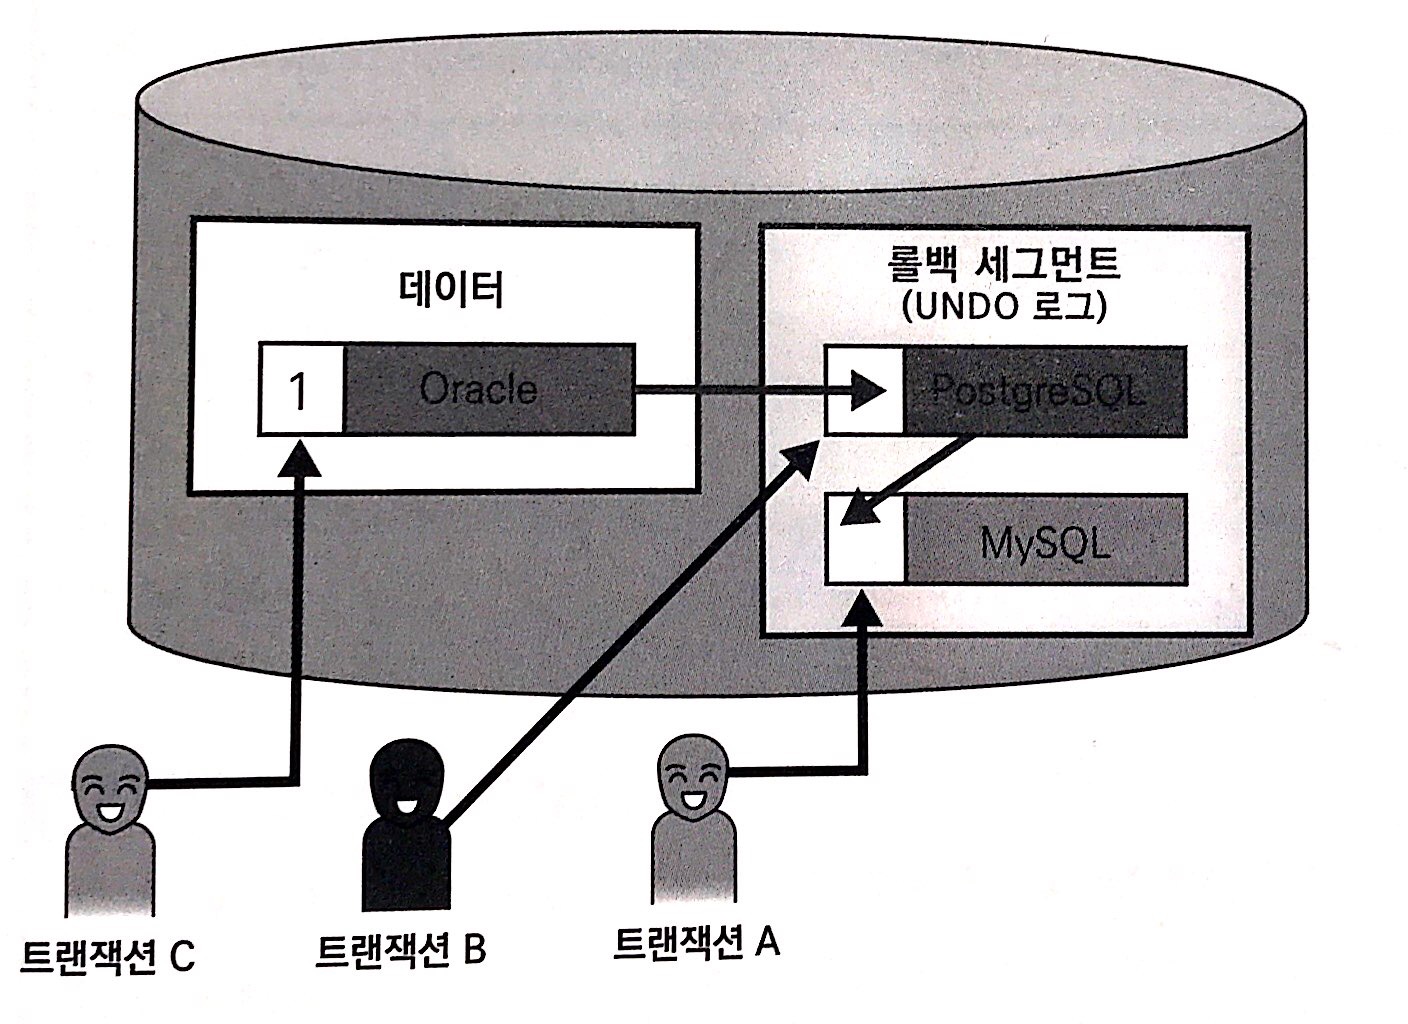 데이터
1 Oracle
롤백 세그먼트
(UNDO 로그)
PostgreSQL
MySQL
트랜잭션 C
트랜잭션 B
트랜잭션 A